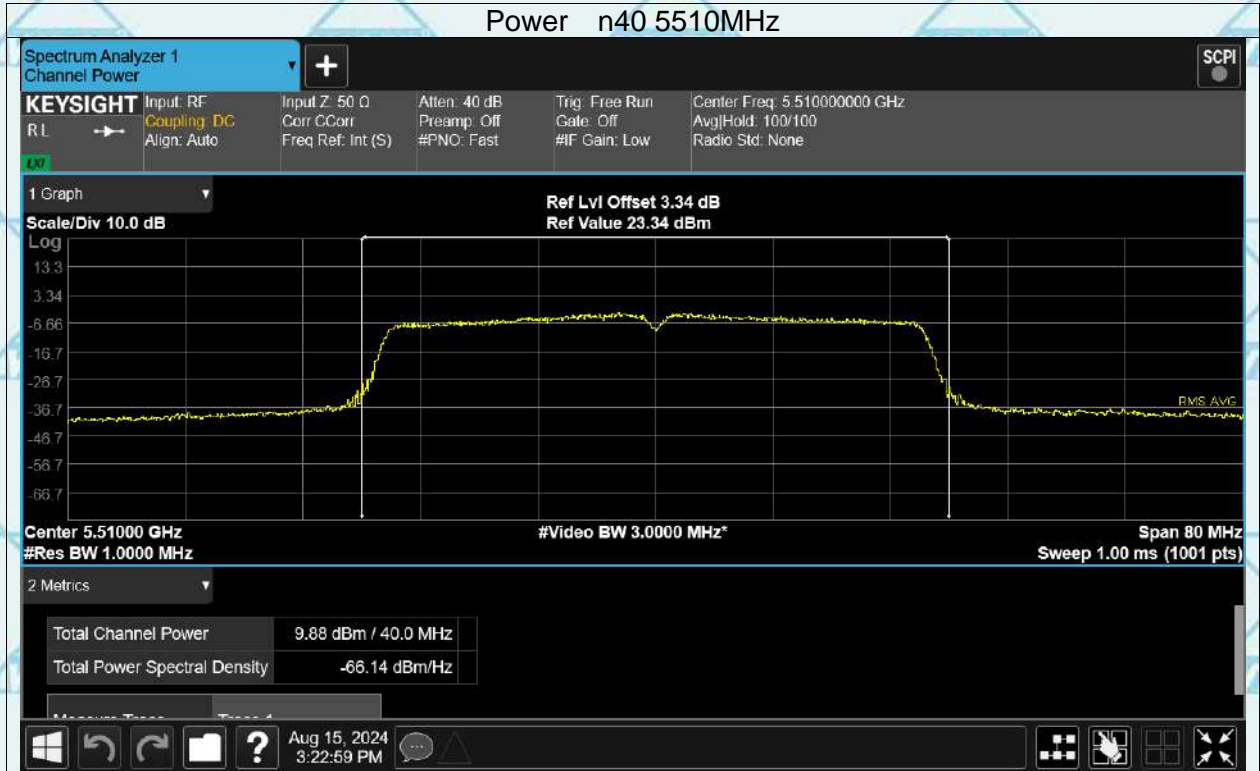 Power n40 5510MHz
Spectrum Analyzer 1
Channel Power
+
SCPI
KEYSIGHT
RL
LXI
Input: RF
Coupling: DC
Align: Auto
Input Z: 50 Ω
Corr CCorr
Freq Ref: Int (S)
Atten: 40 dB
Preamp: Off
#PNO: Fast
Trig: Free Run
Gate: Off
#IF Gain: Low
Center Freq: 5.510000000 GHz
Avg|Hold: 100/100
Radio Std: None
1 Graph
Scale/Div 10.0 dB
Ref Lvl Offset 3.34 dB
Ref Value 23.34 dBm
Log
13.3
3.34
-6.66
-16.7
-26.7
-36.7
-46.7
-56.7
-66.7
RMS AVG
Center 5.51000 GHz
#Res BW 1.0000 MHz
#Video BW 3.0000 MHz*
Span 80 MHz
Sweep 1.00 ms (1001 pts)
2 Metrics
Total Channel Power 9.88 dBm / 40.0 MHz
Total Power Spectral Density -66.14 dBm/Hz
?
Aug 15, 2024
3:22:59 PM